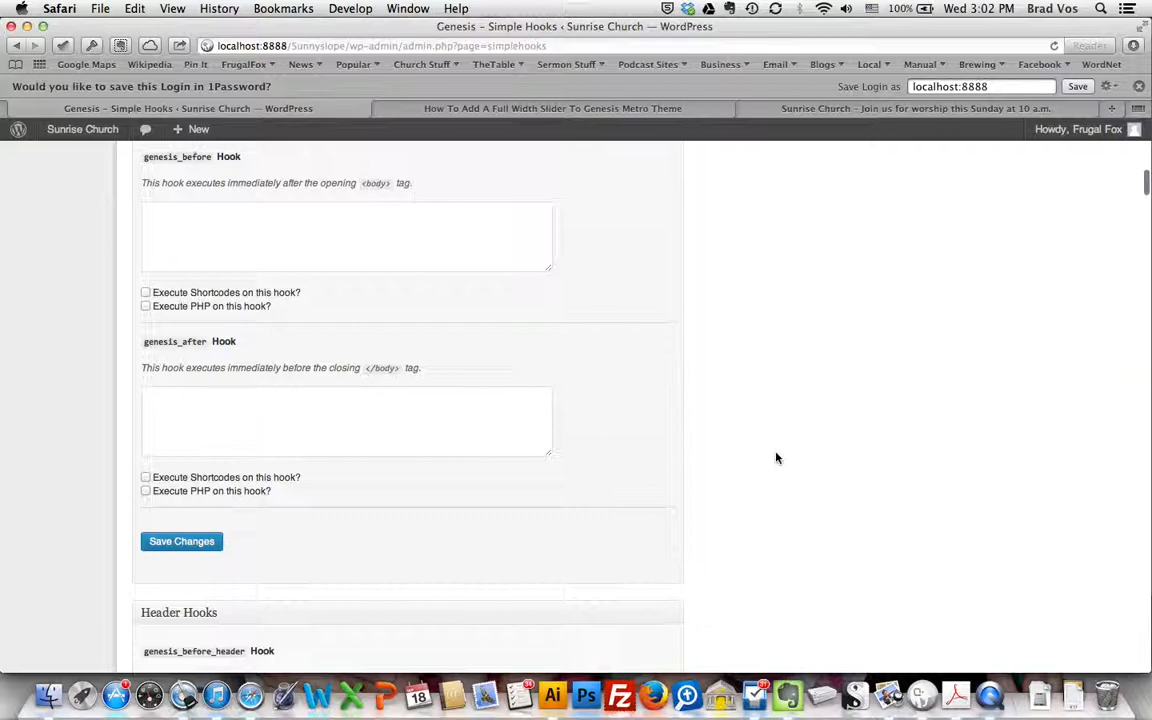 Safari File Edit View History Bookmarks Develop Window Help 100% Wed 3:02 PM Brad Vos
Genesis – Simple Hooks ‹ Sunrise Church — WordPress
localhost:8888/Sunnyslope/wp-admin/admin.php?page=simplehooks Reader
Google Maps Wikipedia Pin It FrugalFox News Popular Church Stuff TheTable Sermon Stuff Podcast Sites Business Email Blogs Local Manual Brewing Facebook WordNet
Would you like to save this Login in 1Password? Save Login as localhost:8888 Save
Genesis – Simple Hooks ‹ Sunrise Church — WordPress How To Add A Full Width Slider To Genesis Metro Theme Sunrise Church – Join us for worship this Sunday at 10 a.m.
Sunrise Church + New Howdy, Frugal Fox
genesis_before Hook
This hook executes immediately after the opening <body> tag.
Execute Shortcodes on this hook?
Execute PHP on this hook?
genesis_after Hook
This hook executes immediately before the closing </body> tag.
Execute Shortcodes on this hook?
Execute PHP on this hook?
Save Changes
Header Hooks
genesis_before_header Hook
18
Ai Ps FZ